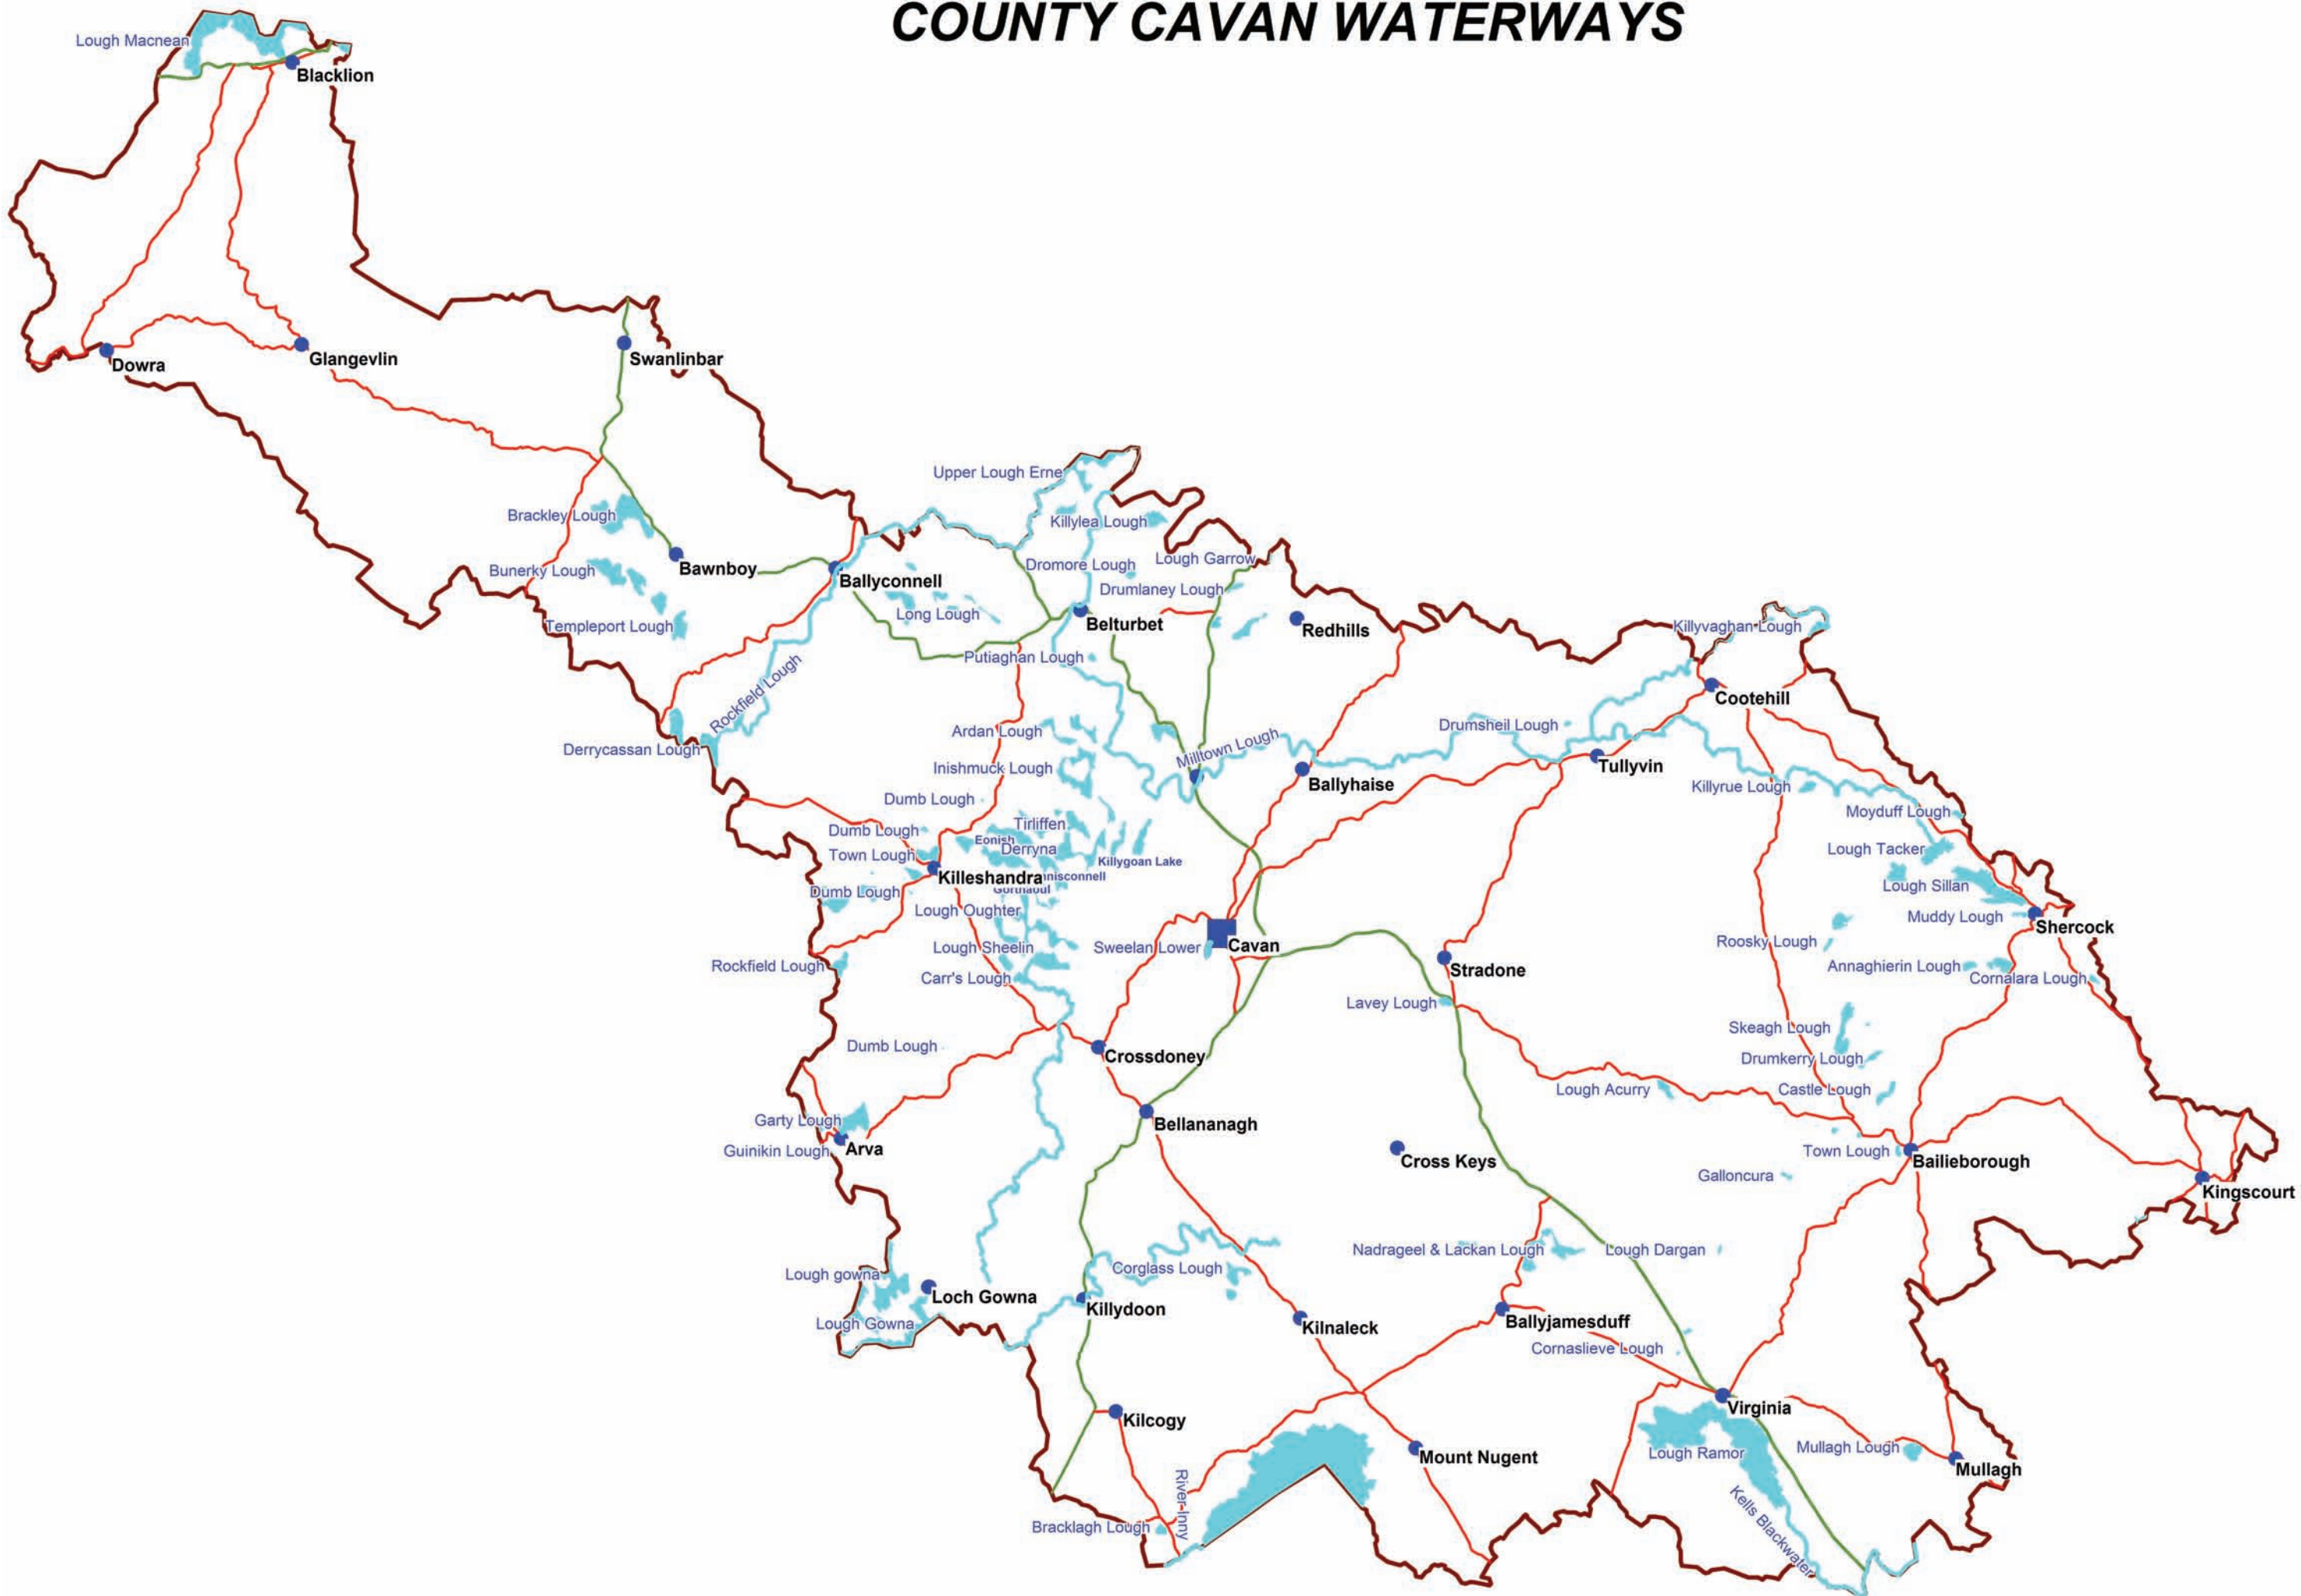 COUNTY CAVAN WATERWAYS
Lough Macnean
Blacklion
Dowra
Glangevlin
Swanlinbar
Upper Lough Erne
Brackley Lough
Killylea Lough
Bawnboy
Bunerky Lough
Ballyconnell
Dromore Lough
Lough Garrow
Drumlaney Lough
Long Lough
Belturbet
Redhills
Templeport Lough
Killyvaghan Lough
Putiaghan Lough
Rockfield Lough
Cootehill
Derrycassan Lough
Ardan Lough
Milltown Lough
Drumsheil Lough
Tullyvin
Inishmuck Lough
Ballyhaise
Killyrue Lough
Dumb Lough
Moyduff Lough
Dumb Lough
Tirliffen
Eonish
Derryna
Town Lough
Killygoan Lake
Lough Tacker
Killeshandra
nnisconnell
Gortnaoul
Dumb Lough
Lough Sillan
Lough Oughter
Muddy Lough
Shercock
Lough Sheelin
Sweelan Lower
Cavan
Roosky Lough
Rockfield Lough
Carr's Lough
Stradone
Annaghierin Lough
Cornalara Lough
Lavey Lough
Skeagh Lough
Dumb Lough
Crossdoney
Drumkerry Lough
Lough Acurry
Castle Lough
Garty Lough
Bellananagh
Guinikin Lough
Arva
Cross Keys
Town Lough
Bailieborough
Galloncura
Kingscourt
Nadrageel & Lackan Lough
Lough Dargan
Lough gowna
Corglass Lough
Loch Gowna
Killydoon
Lough Gowna
Kilnaleck
Ballyjamesduff
Cornaslieve Lough
Kilcogy
Virginia
Mount Nugent
Lough Ramor
Mullagh Lough
Mullagh
River Inny
Kells Blackwater
Bracklagh Lough